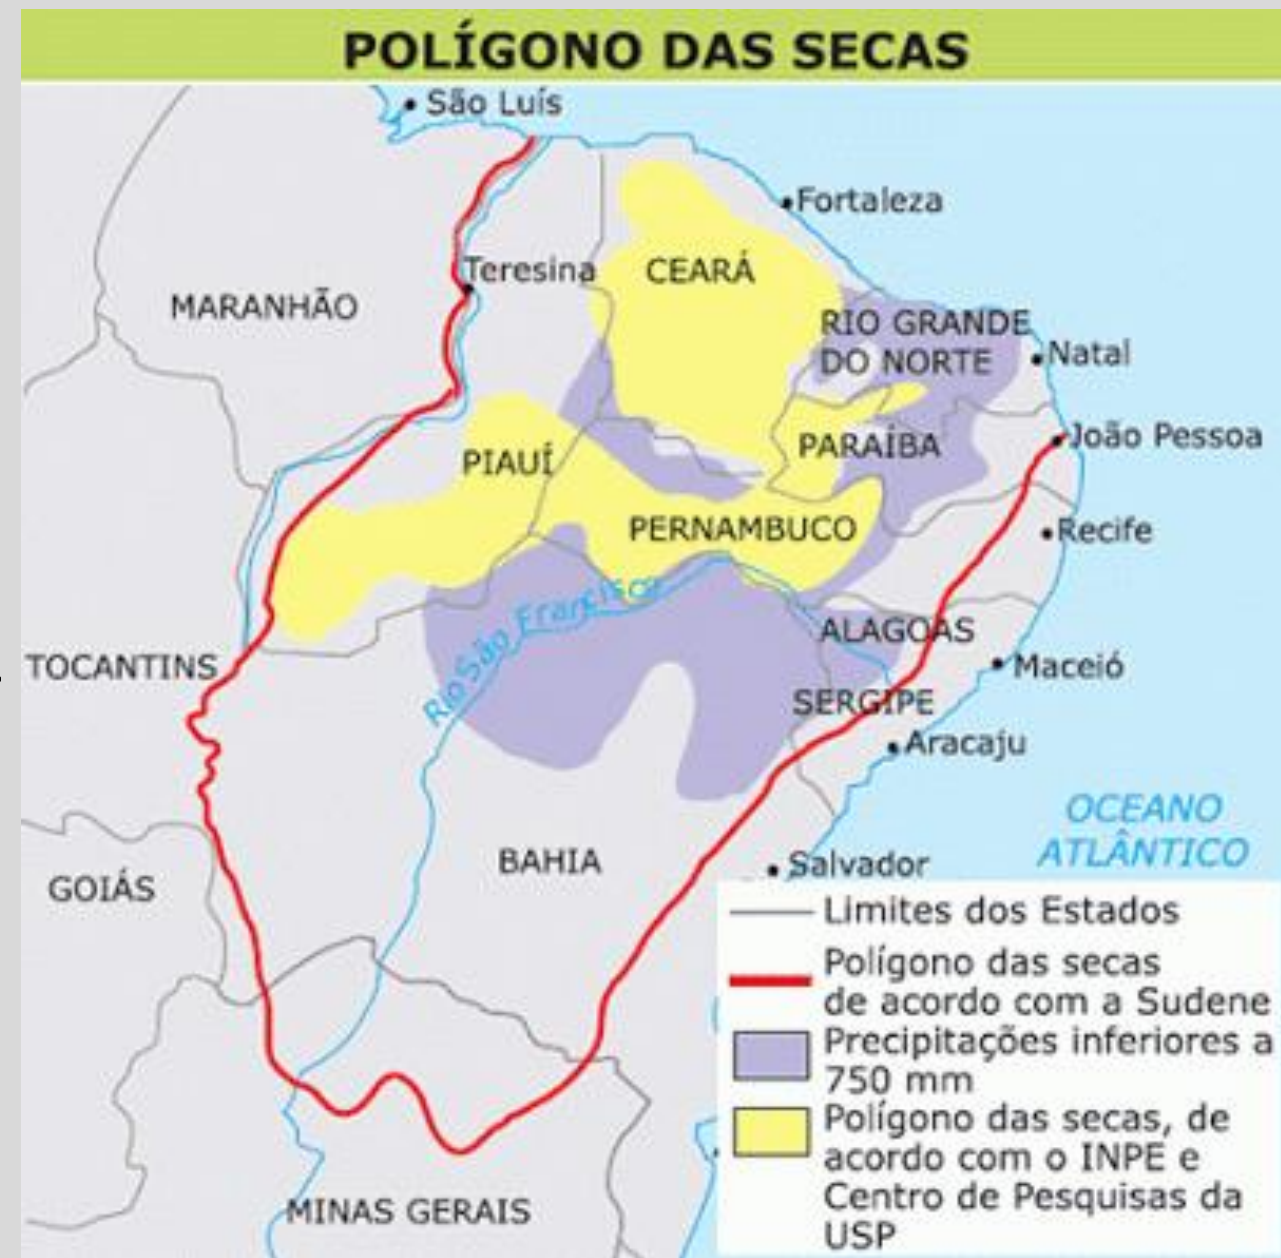 POLÍGONO DAS SECAS
São Luís
Fortaleza
Teresina
CEARÁ
MARANHÃO
RIO GRANDE
DO NORTE
Natal
João Pessoa
PARAÍBA
PIAUÍ
PERNAMBUCO
Recife
Rio São Francisco
ALAGOAS
TOCANTINS
Maceió
SERGIPE
Aracaju
OCEANO
ATLÂNTICO
BAHIA
Salvador
GOIÁS
Limites dos Estados
Polígono das secas
de acordo com a Sudene
Precipitações inferiores a
750 mm
Polígono das secas, de
acordo com o INPE e
Centro de Pesquisas da
USP
MINAS GERAIS